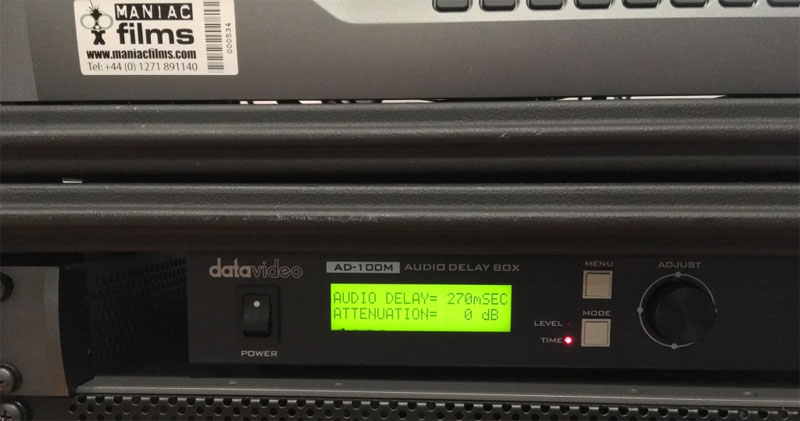 MANIAC
films
www.maniacfilms.com
Tel: +44 (0) 1271 891140
000534
datavideo
AD-100M AUDIO DELAY BOX
MENU
ADJUST
AUDIO DELAY= 270mSEC
ATTENUATION= 0 dB
MODE
LEVEL
TIME
POWER